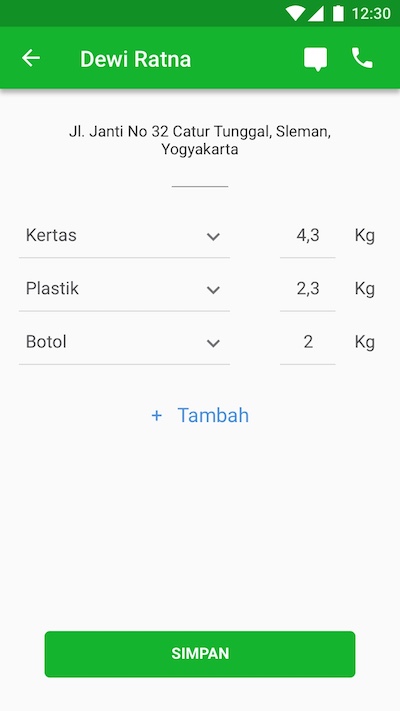 12:30
Dewi Ratna
Jl. Janti No 32 Catur Tunggal, Sleman,
Yogyakarta
Kertas 4,3 Kg
Plastik 2,3 Kg
Botol 2 Kg
+ Tambah
SIMPAN